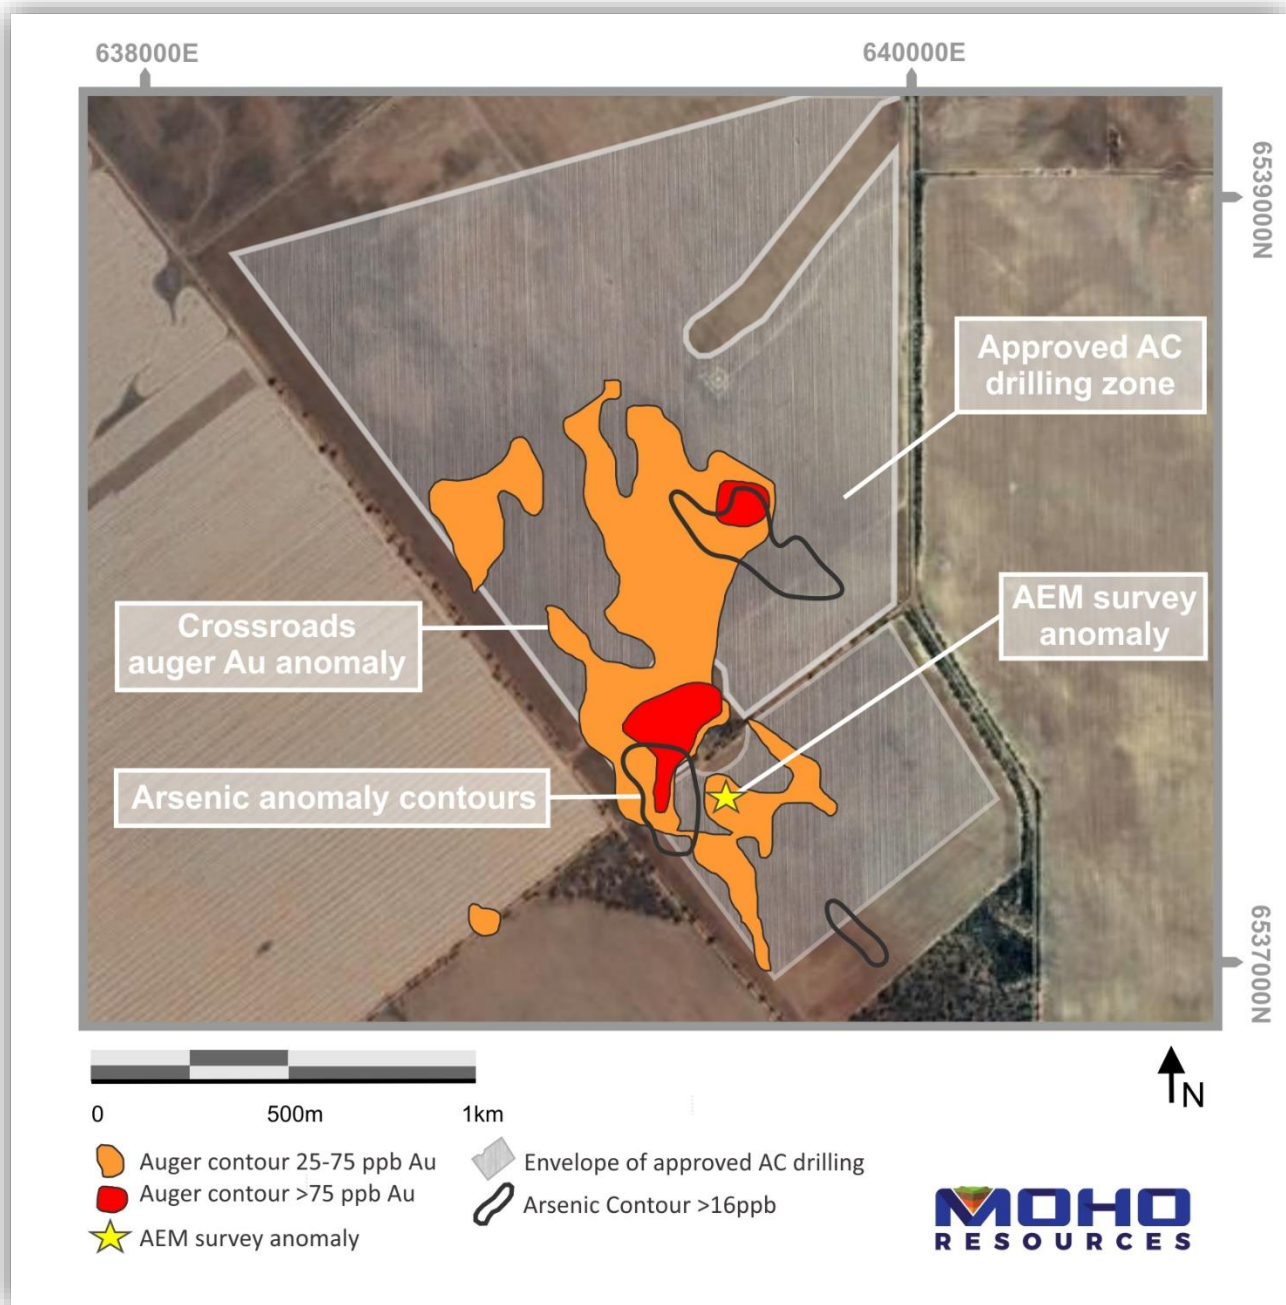 638000E
640000E
6539000N
Approved AC
drilling zone
AEM survey
anomaly
Crossroads
auger Au anomaly
Arsenic anomaly contours
6537000N
0
500m
1km
N
Auger contour 25-75 ppb Au
Envelope of approved AC drilling
Auger contour >75 ppb Au
Arsenic Contour >16ppb
AEM survey anomaly
MOHO
RESOURCES